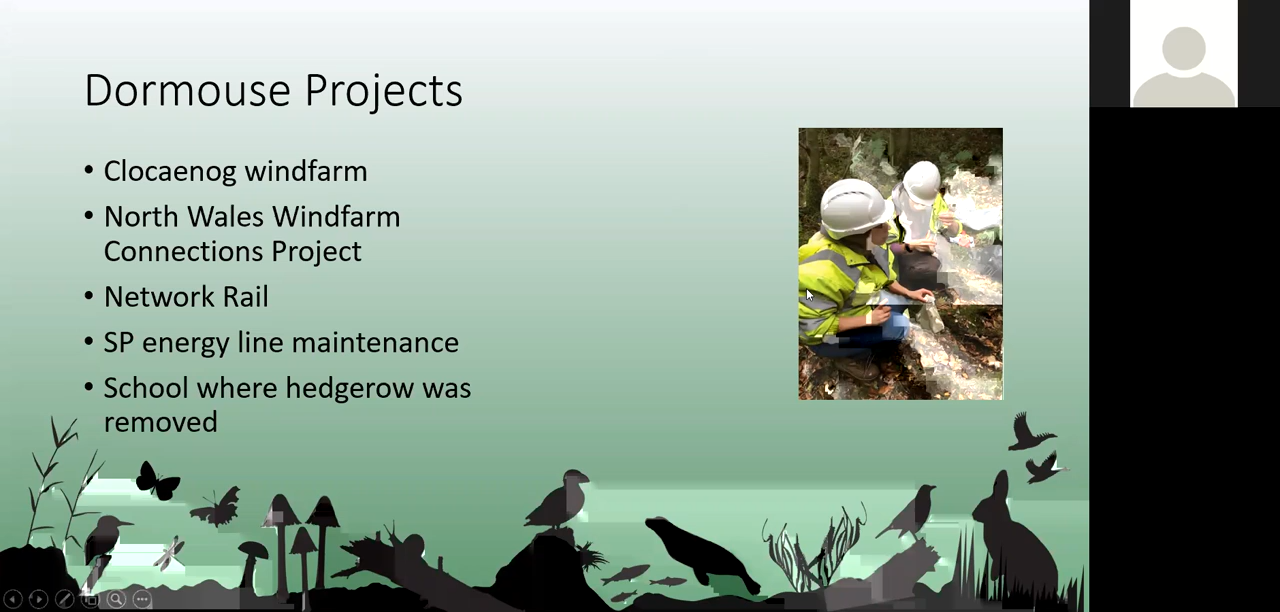 Dormouse Projects
• Clocaenog windfarm
• North Wales Windfarm
Connections Project
• Network Rail
• SP energy line maintenance
• School where hedgerow was
removed